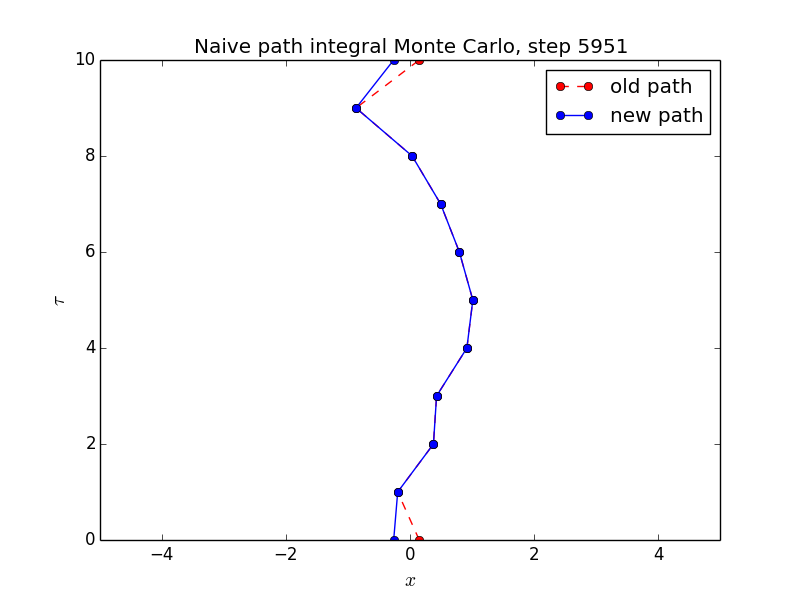 Naive path integral Monte Carlo, step 5951
10
old path
new path
8
6
τ
4
2
0
−4 −2 0 2 4
x